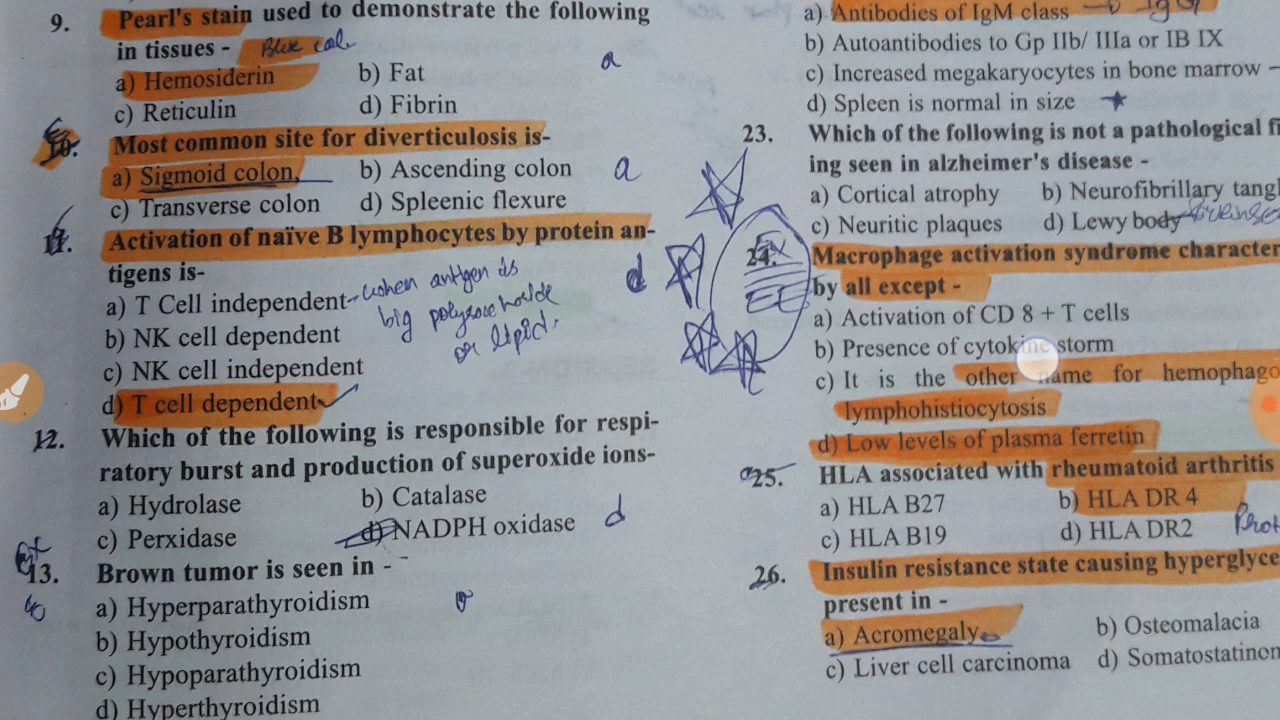 9. Pearl's stain used to demonstrate the following
in tissues - Blue col
a) Hemosiderin b) Fat a
c) Reticulin d) Fibrin
10. Most common site for diverticulosis is-
a) Sigmoid colon, b) Ascending colon a
c) Transverse colon d) Spleenic flexure
11. Activation of naïve B lymphocytes by protein an-
tigens is-
a) T Cell independent - when antigen is d
b) NK cell dependent big polysaccharide
c) NK cell independent or lipid.
d) T cell dependent
12. Which of the following is responsible for respi-
ratory burst and production of superoxide ions-
a) Hydrolase b) Catalase
c) Perxidase d) NADPH oxidase d
13. Brown tumor is seen in -
a) Hyperparathyroidism
b) Hypothyroidism
c) Hypoparathyroidism
d) Hyperthyroidism
a) Antibodies of IgM class → IgG
b) Autoantibodies to Gp IIb/ IIIa or IB IX
c) Increased megakaryocytes in bone marrow -
d) Spleen is normal in size
23. Which of the following is not a pathological fi
ing seen in alzheimer's disease -
a) Cortical atrophy b) Neurofibrillary tangl
c) Neuritic plaques d) Lewy body
24. Macrophage activation syndrome character
by all except -
a) Activation of CD 8 + T cells
b) Presence of cytokine storm
c) It is the other name for hemophago
lymphohistiocytosis
d) Low levels of plasma ferretin
25. HLA associated with rheumatoid arthritis
a) HLA B27 b) HLA DR 4
c) HLA B19 d) HLA DR2
26. Insulin resistance state causing hyperglyce
present in -
a) Acromegaly b) Osteomalacia
c) Liver cell carcinoma d) Somatostatinom